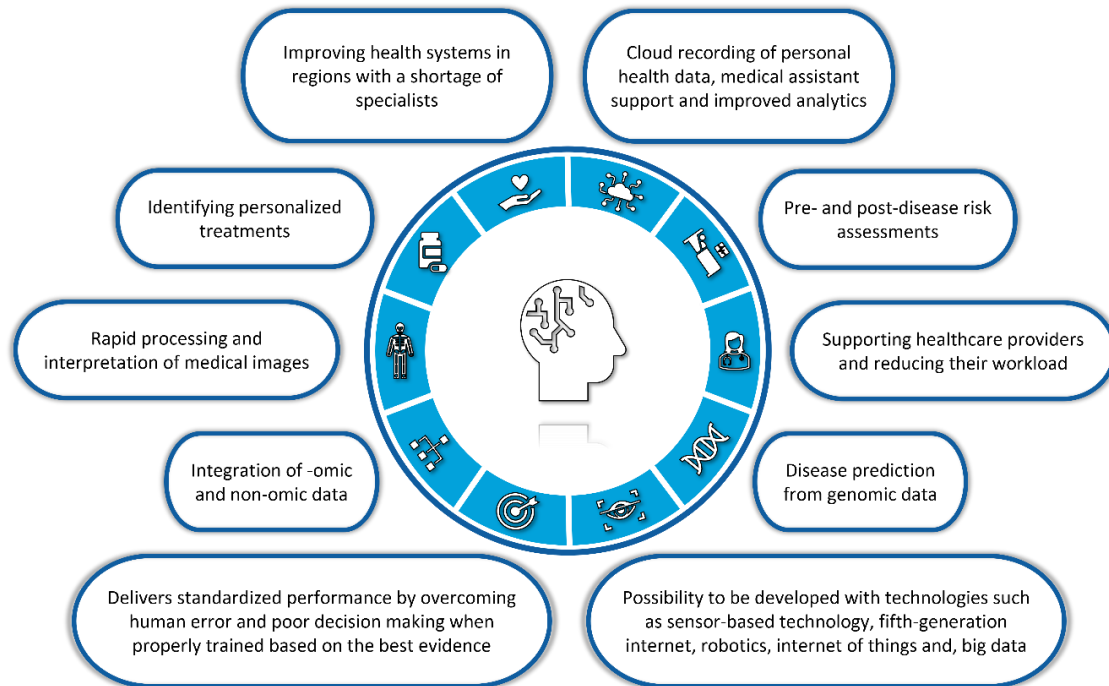 Improving health systems in
regions with a shortage of
specialists
Cloud recording of personal
health data, medical assistant
support and improved analytics
Identifying personalized
treatments
Pre- and post-disease risk
assessments
Rapid processing and
interpretation of medical images
Supporting healthcare providers
and reducing their workload
Integration of -omic
and non-omic data
Disease prediction
from genomic data
Delivers standardized performance by overcoming
human error and poor decision making when
properly trained based on the best evidence
Possibility to be developed with technologies such
as sensor-based technology, fifth-generation
internet, robotics, internet of things and, big data